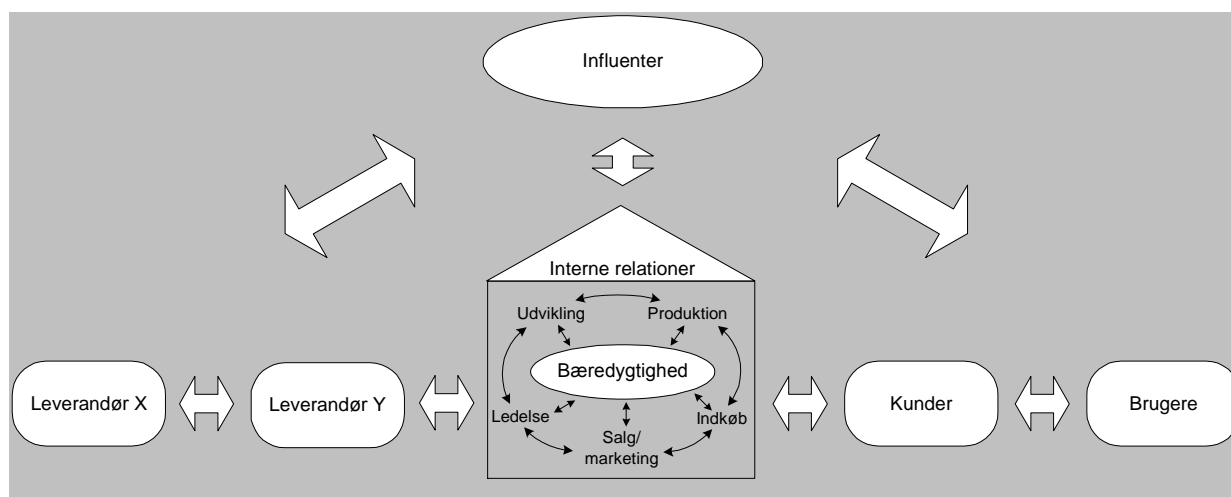 Influenter
Interne relationer
Udvikling
Produktion
Bæredygtighed
Leverandør X
Leverandør Y
Ledelse
Indkøb
Salg/
marketing
Kunder
Brugere